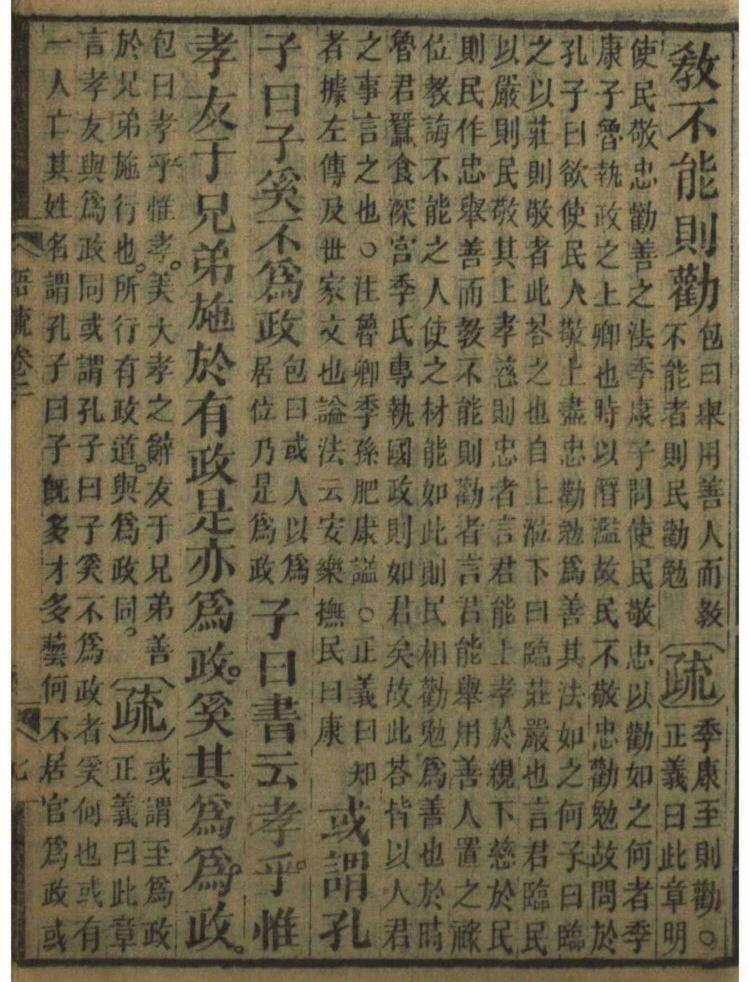 敎不能則勸
包曰舉用善人而敎
不能者則民勸勉
疏
季康至則勸○
正義曰此章明
使民敬忠勸善之法季康子問使民敬忠以勸如之何者季
康子魯執政之上卿也時以僭濫故民不敬忠勸勉故問於
孔子曰欲使民人敬上盡忠勸勉爲善其法如之何子曰臨
之以莊則敬者此荅之也自上涖下曰臨莊嚴也言君臨民
以嚴則民敬其上孝慈則忠者言君能上孝於親下慈於民
則民作忠舉善而敎不能則勸者言君能舉用善人置之祿
位敎誨不能之人使之材能如此則民相勸勉爲善也於時
魯君蠶食深宫季氏專執國政則如君矣故此荅皆以人君
之事言之也○注魯卿季孫肥康謚○正義曰知
者據左傳及世家文也謚法云安樂撫民曰康
或謂孔
子曰子奚不爲政
包曰或人以爲
居位乃是爲政
子曰書云孝乎惟
孝友于兄弟施於有政是亦爲政。奚其爲爲政。
包曰孝乎惟孝。美大孝之辭友于兄弟善
於兄弟施行也。所行有政道。與爲政同。
疏
或謂至爲政
正義曰此章
言孝友與爲政同或謂孔子曰子奚不爲政者奚何也或有
一人亡其姓名謂孔子曰子旣多才多藝何不居官爲政或
語疏卷二
九